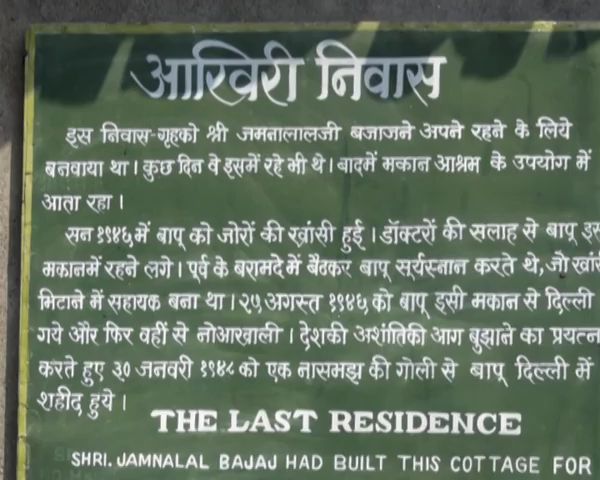 आखिरी निवास
इस निवास-गृहको श्री जमनालालजी बजाजने अपने रहने के लिये
बनवाया था। कुछ दिन वे इसमें रहे भी थे। बादमें मकान आश्रम के उपयोग में
आता रहा।
सन १९४६ में बापू को जोरों की खांसी हुई। डॉक्टरों की सलाह से बापू इस
मकानमें रहने लगे। पूर्व के बरामदे में बैठकर बापू सूर्यस्नान करते थे, जो खांसी
मिटाने में सहायक बना था। २५ अगस्त १९४६ को बापू इसी मकान से दिल्ली
गये और फिर वहीं से नोआखाली। देशकी अशांतिकी आग बुझाने का प्रयत्न
करते हुए ३० जनवरी १९४८ को एक नासमझ की गोली से बापू दिल्ली में
शहीद हुये।
THE LAST RESIDENCE
SHRI. JAMNALAL BAJAJ HAD BUILT THIS COTTAGE FOR